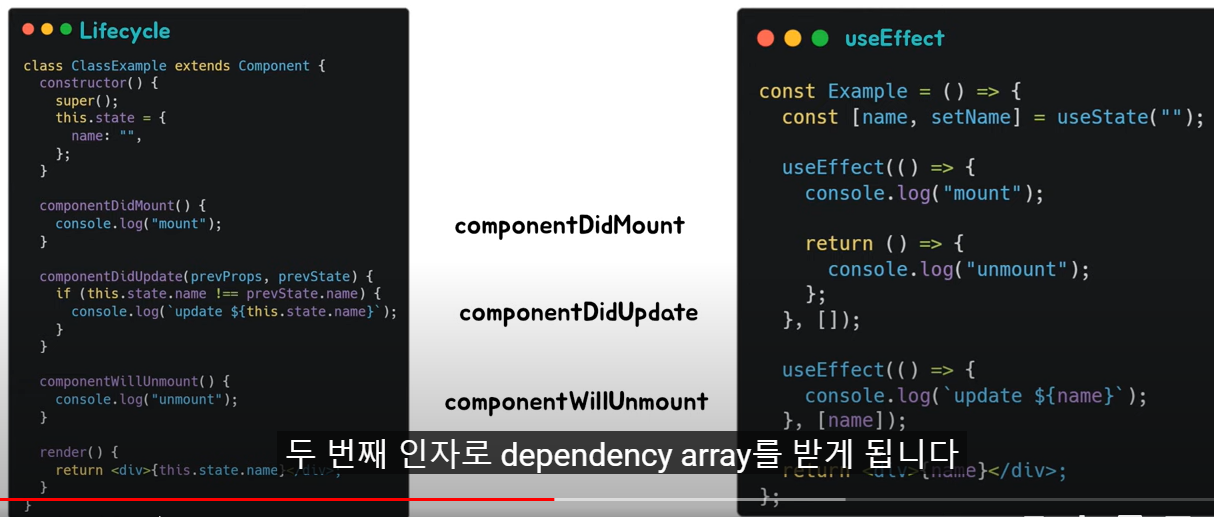 Lifecycle
class ClassExample extends Component {
constructor() {
super();
this.state = {
name: "",
};
}
componentDidMount() {
console.log("mount");
}
componentDidUpdate(prevProps, prevState) {
if (this.state.name !== prevState.name) {
console.log(`update ${this.state.name}`);
}
}
componentWillUnmount() {
console.log("unmount");
}
render() {
return <div>{this.state.name}</div>;
}
}
componentDidMount
componentDidUpdate
componentWillUnmount
useEffect
const Example = () => {
const [name, setName] = useState("");
useEffect(() => {
console.log("mount");
return () => {
console.log("unmount");
};
}, []);
useEffect(() => {
console.log(`update ${name}`);
}, [name]);
return <div>{name}</div>;
};
두 번째 인자로 dependency array를 받게 됩니다